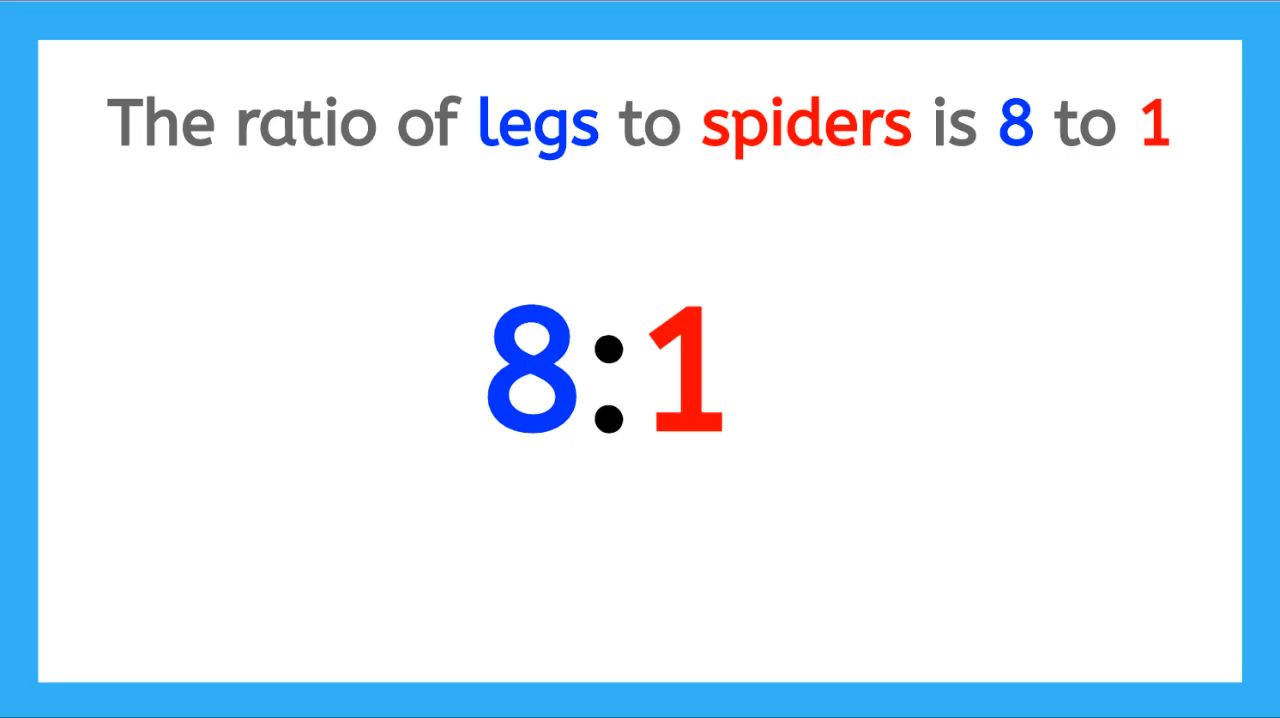 The ratio of legs to spiders is 8 to 1
8:1